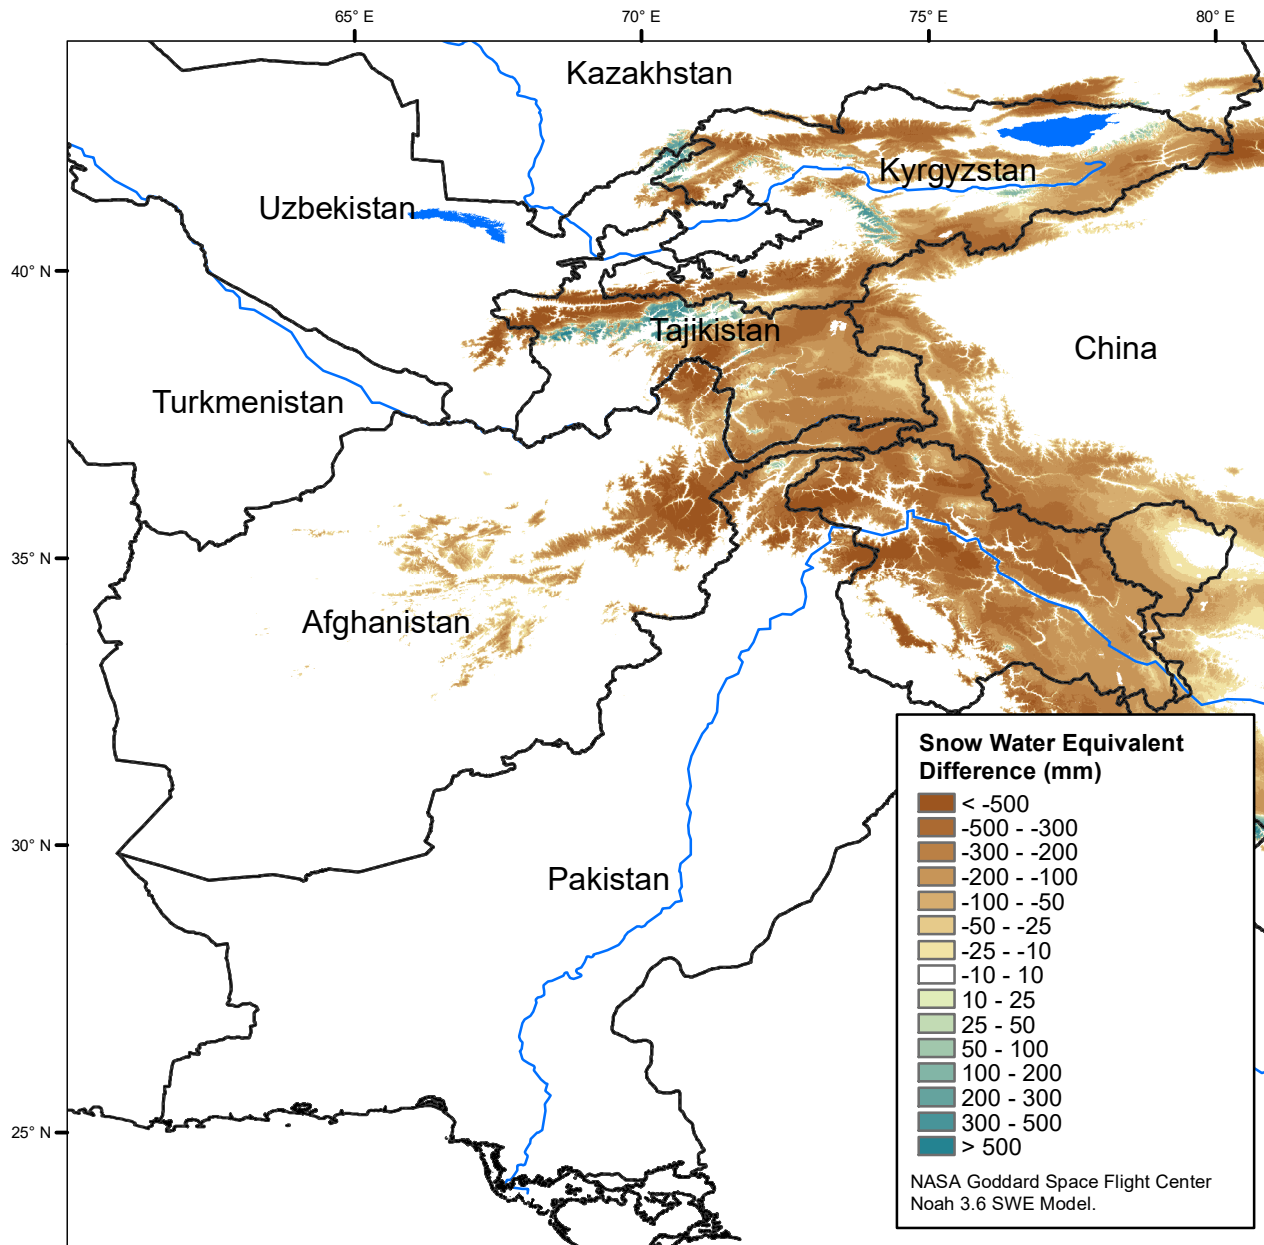 65° E
70° E
75° E
80° E
Kazakhstan
Kyrgyzstan
Uzbekistan
40° N
Tajikistan
China
Turkmenistan
35° N
Afghanistan
Snow Water Equivalent
Difference (mm)
< -500
-500 - -300
-300 - -200
-200 - -100
-100 - -50
-50 - -25
-25 - -10
-10 - 10
10 - 25
25 - 50
50 - 100
100 - 200
200 - 300
300 - 500
> 500
30° N
Pakistan
25° N
NASA Goddard Space Flight Center
Noah 3.6 SWE Model.